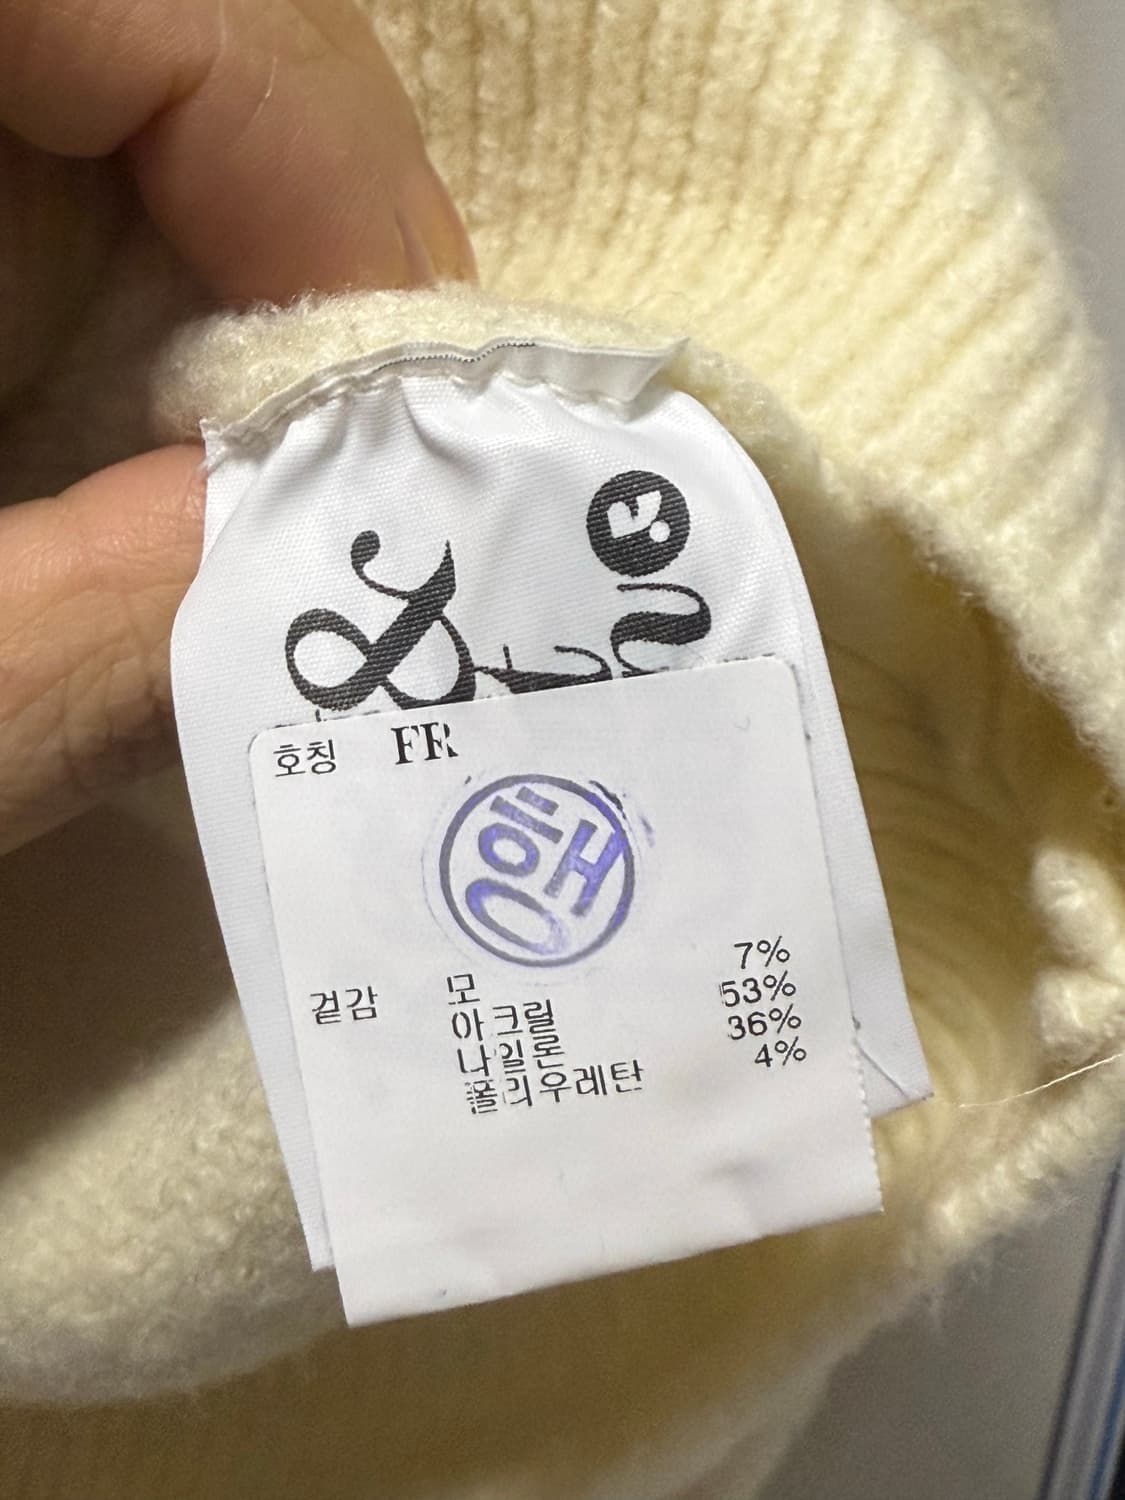 호칭 FR
행
겉감 모 7%
아크릴 53%
나일론 36%
폴리우레탄 4%